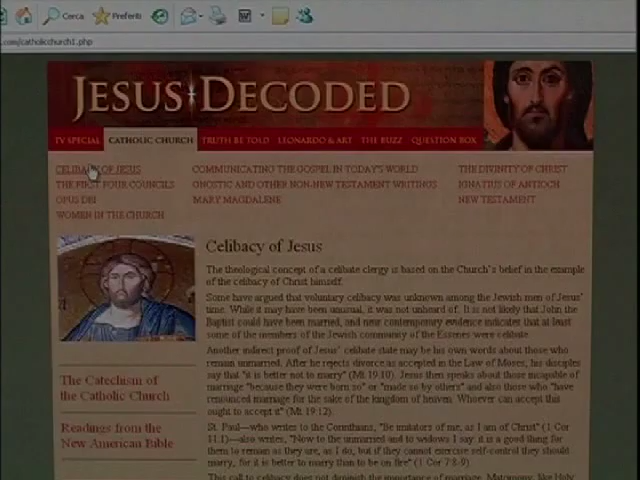 Cerca Preferiti W
.com/catholicchurch1.php
JESUS DECODED
TV SPECIAL CATHOLIC CHURCH TRUTH BE TOLD LEONARDO & ART THE BUZZ QUESTION BOX
CELIBACY OF JESUS COMMUNICATING THE GOSPEL IN TODAY'S WORLD THE DIVINITY OF CHRIST
THE FIRST FOUR COUNCILS GNOSTIC AND OTHER NON-NEW TESTAMENT WRITINGS IGNATIUS OF ANTIOCH
OPUS DEI MARY MAGDALENE NEW TESTAMENT
WOMEN IN THE CHURCH
Celibacy of Jesus
The theological concept of a celibate clergy is based on the Church's belief in the example
of the celibacy of Christ himself.
Some have argued that voluntary celibacy was unknown among the Jewish men of Jesus'
time. While it may have been unusual, it was not unheard of. It is not likely that John the
Baptist could have been married, and new contemporary evidence indicates that at least
some of the members of the Jewish community of the Essenes were celibate.
Another indirect proof of Jesus' celibate state may be his own words about those who
remain unmarried. After he rejects divorce as accepted in the Law of Moses, his disciples
say that "it is better not to marry" (Mt 19:10). Jesus then speaks about those incapable of
marriage "because they were born so" or "made so by others" and also those who "have
renounced marriage for the sake of the kingdom of heaven. Whoever can accept this
ought to accept it" (Mt 19:12).
St. Paul—who writes to the Corinthians, "Be imitators of me, as I am of Christ" (1 Cor
11:1)—also writes, "Now to the unmarried and to widows I say: it is a good thing for
them to remain as they are, as I do, but if they cannot exercise self-control they should
marry, for it is better to marry than to be on fire" (1 Cor 7:8-9)
This call to celibacy does not diminish the importance of marriage. Matrimony, like Holy
The Catechism of
the Catholic Church
Readings from the
New American Bible